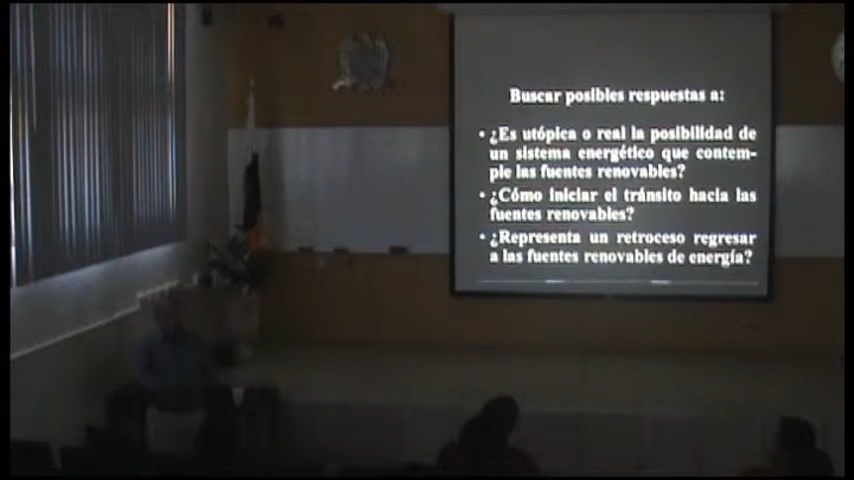 Buscar posibles respuestas a:
• ¿Es utópica o real la posibilidad de
un sistema energético que contem-
ple las fuentes renovables?
• ¿Cómo iniciar el tránsito hacia las
fuentes renovables?
• ¿Representa un retroceso regresar
a las fuentes renovables de energía?